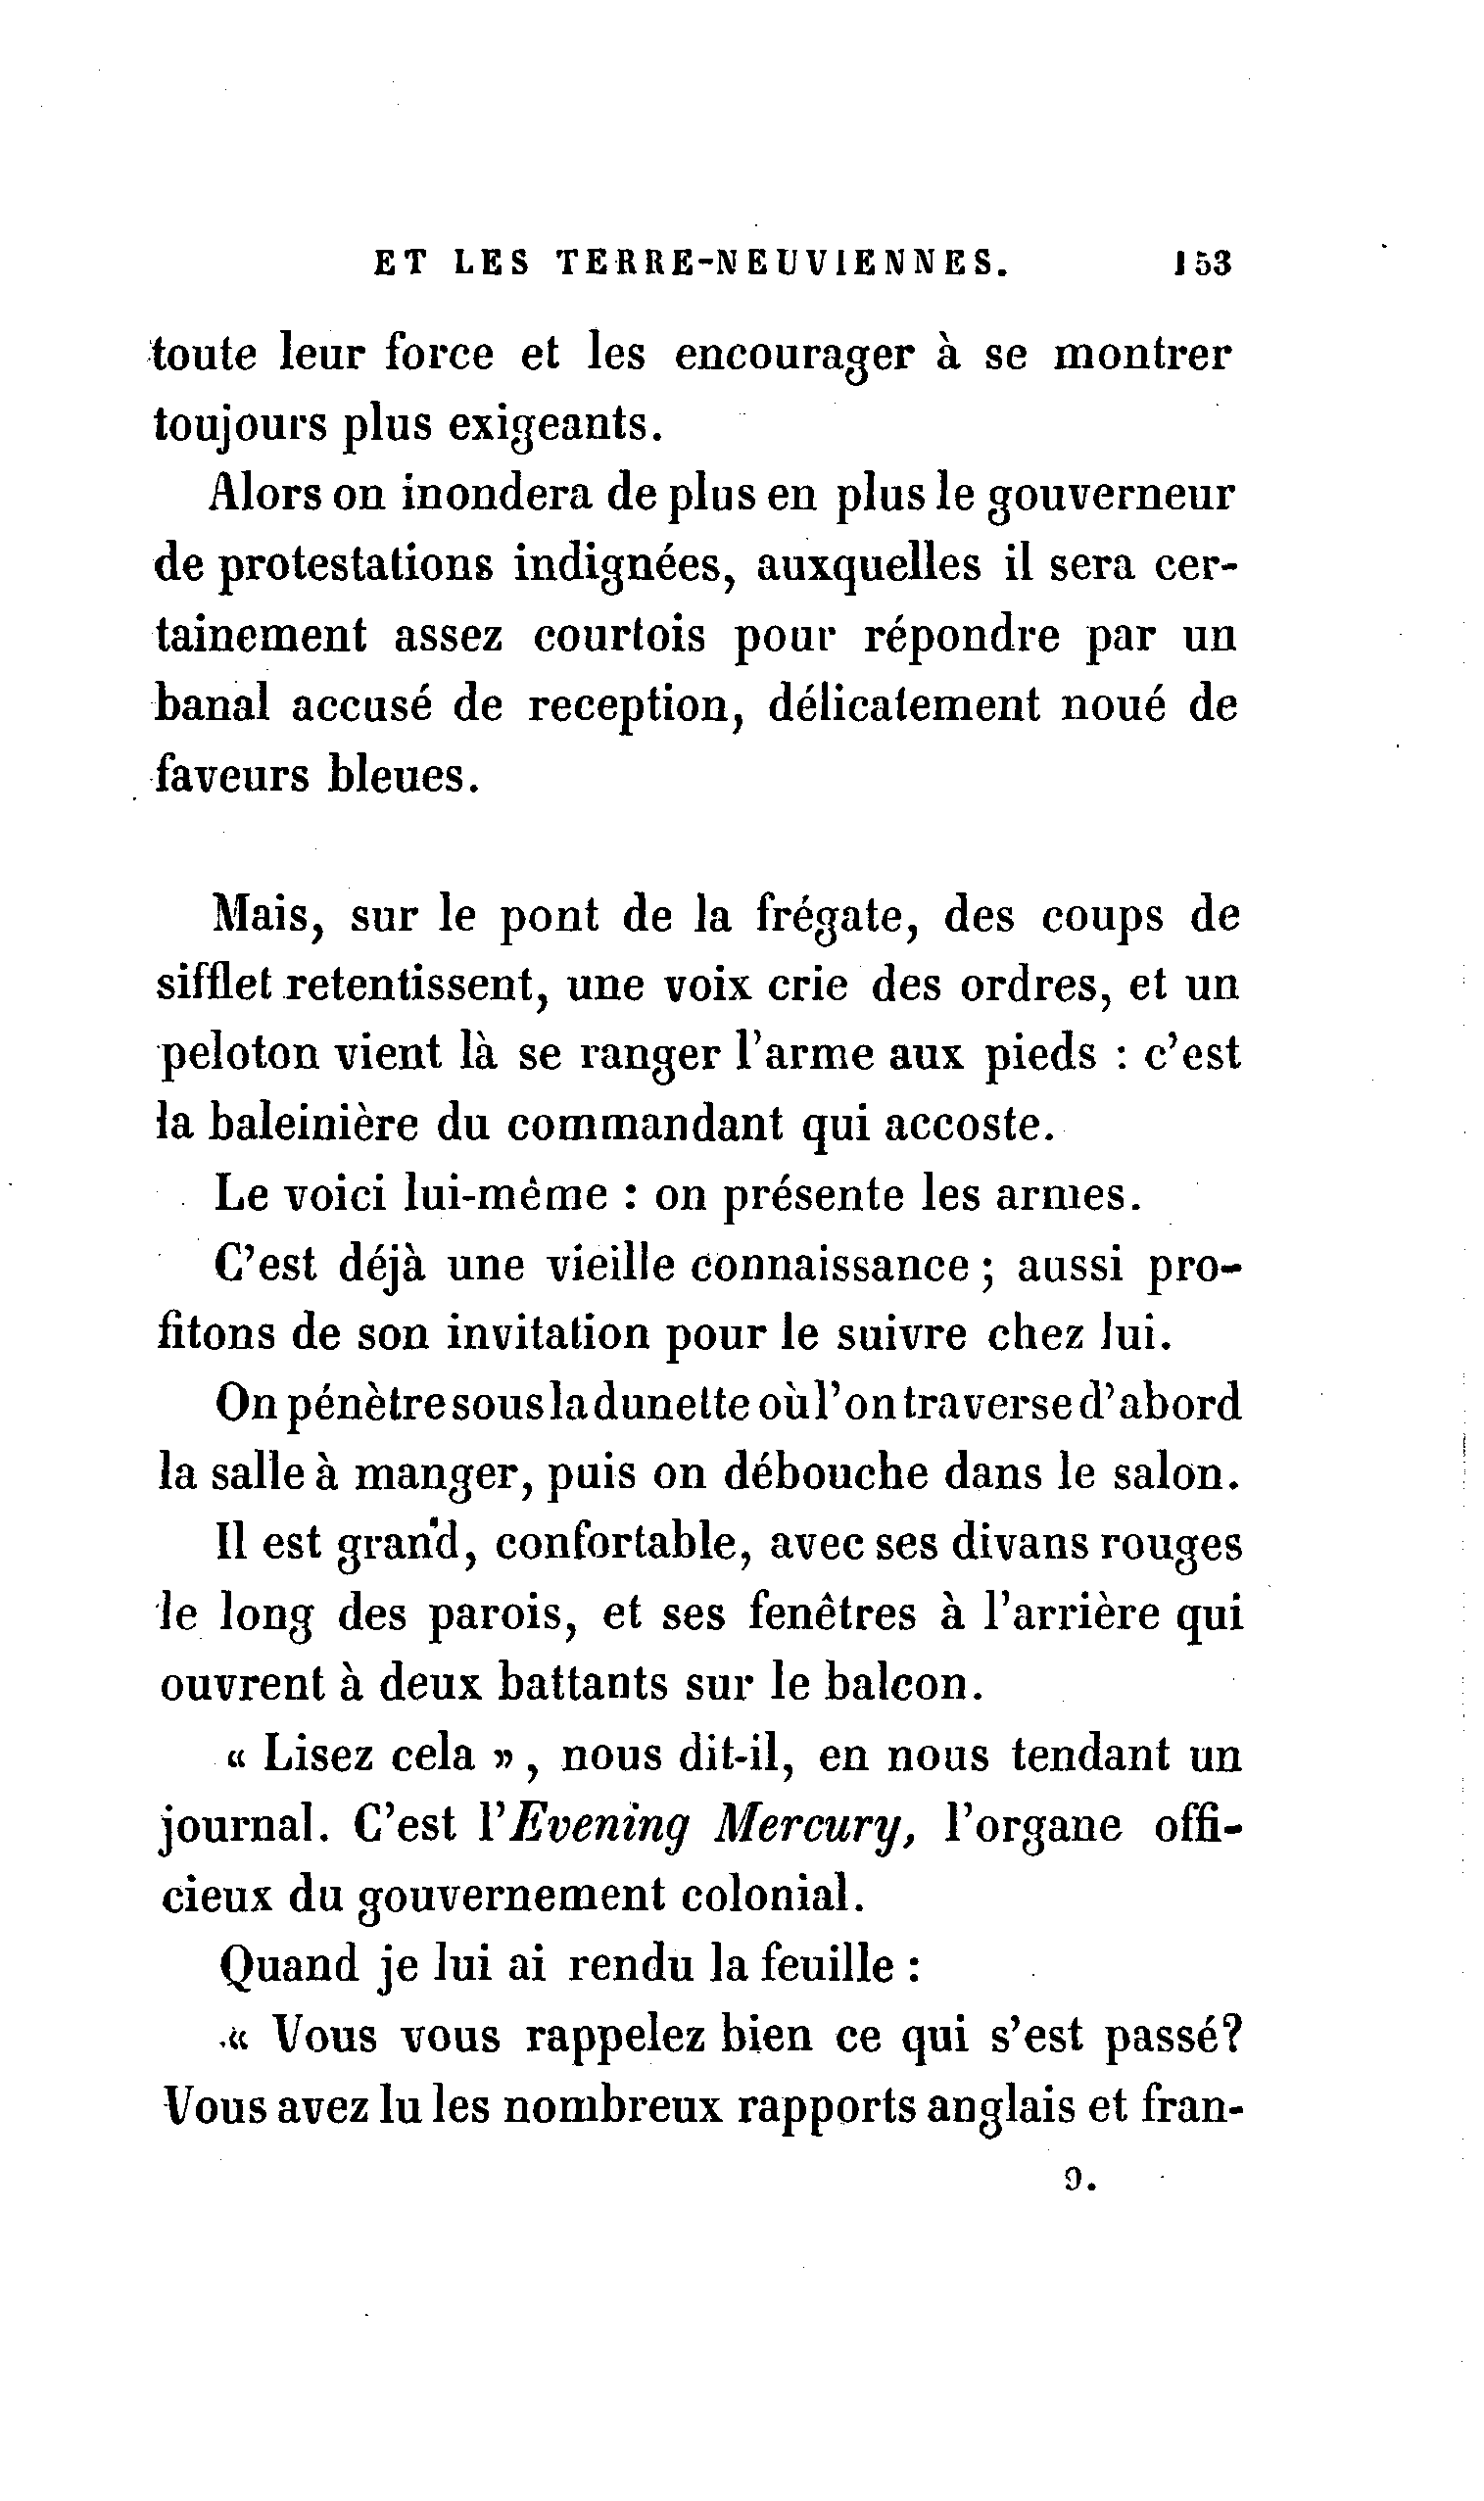 ET LES TERRE-NEUVIENNES. 153
toute leur force et les encourager à se montrer
toujours plus exigeants.
Alors on inondera de plus en plus le gouverneur
de protestations indignées, auxquelles il sera cer-
tainement assez courtois pour répondre par un
banal accusé de reception, délicatement noué de
faveurs bleues.
Mais, sur le pont de la frégate, des coups de
sifflet retentissent, une voix crie des ordres, et un
peloton vient là se ranger l'arme aux pieds : c'est
la baleinière du commandant qui accoste.
Le voici lui-même : on présente les armes.
C'est déjà une vieille connaissance ; aussi pro-
fitons de son invitation pour le suivre chez lui.
On pénètre sous la dunette où l'on traverse d'abord
la salle à manger, puis on débouche dans le salon.
Il est grand, confortable, avec ses divans rouges
le long des parois, et ses fenêtres à l'arrière qui
ouvrent à deux battants sur le balcon.
« Lisez cela », nous dit-il, en nous tendant un
journal. C'est l'Evening Mercury, l'organe offi-
cieux du gouvernement colonial.
Quand je lui ai rendu la feuille :
« Vous vous rappelez bien ce qui s'est passé?
Vous avez lu les nombreux rapports anglais et fran-
9.